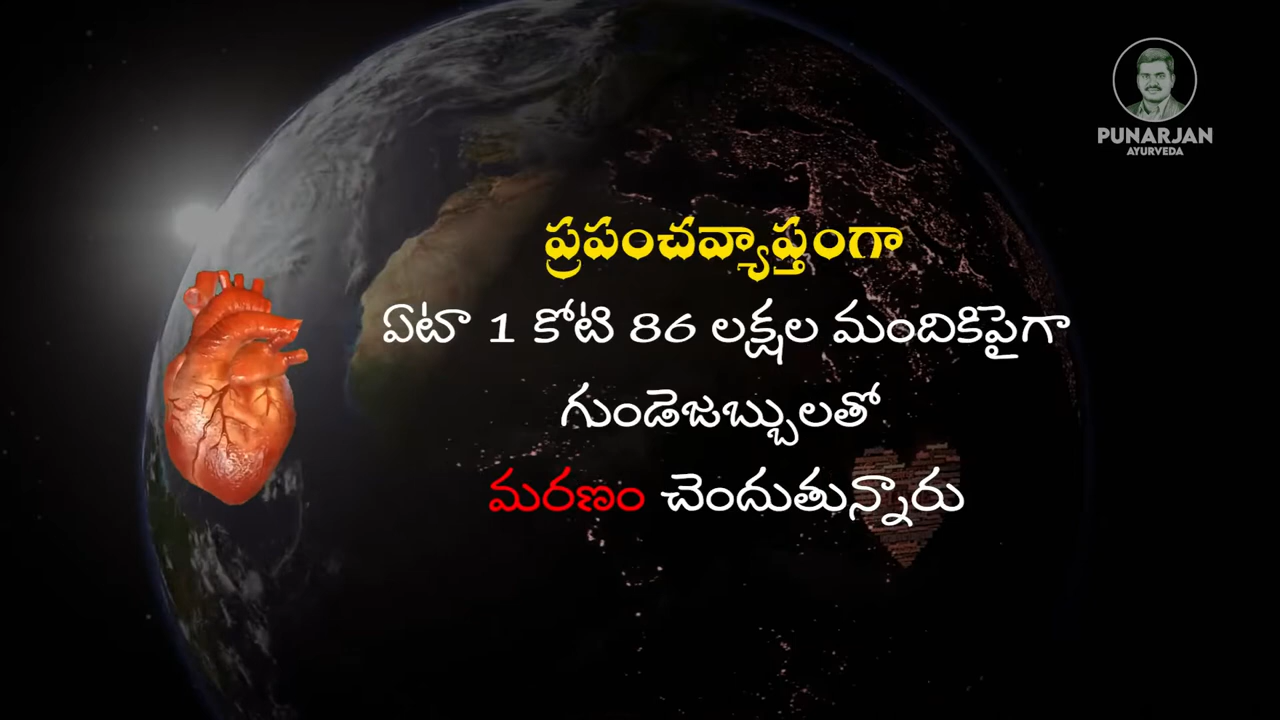 PUNARJAN
AYURVEDA
ప్రపంచవ్యాప్తంగా
ఏటా 1 కోటి 86 లక్షల మందికిపైగా
గుండెజబ్బులతో
మరణం చెందుతున్నారు